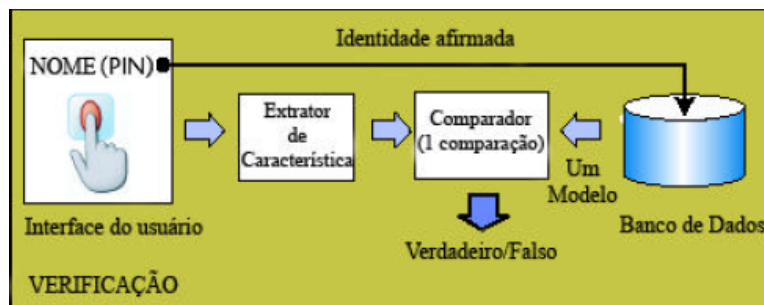 Identidade afirmada
NOME (PIN)
Extrator
de
Característica
Comparador
(1 comparação)
Um
Modelo
Interface do usuário
Verdadeiro/Falso
Banco de Dados
VERIFICAÇÃO